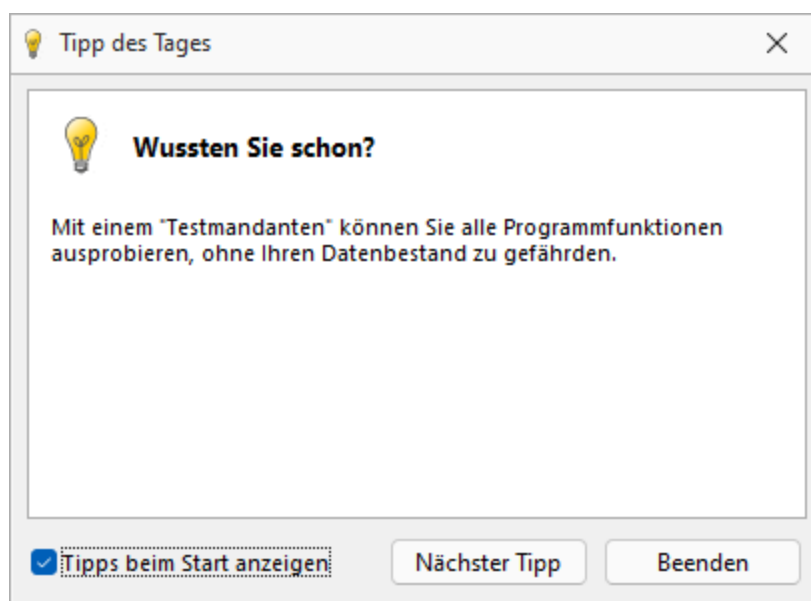 Tipp des Tages
Wussten Sie schon?
Mit einem "Testmandanten" können Sie alle Programmfunktionen
ausprobieren, ohne Ihren Datenbestand zu gefährden.
Tipps beim Start anzeigen
Nächster Tipp
Beenden